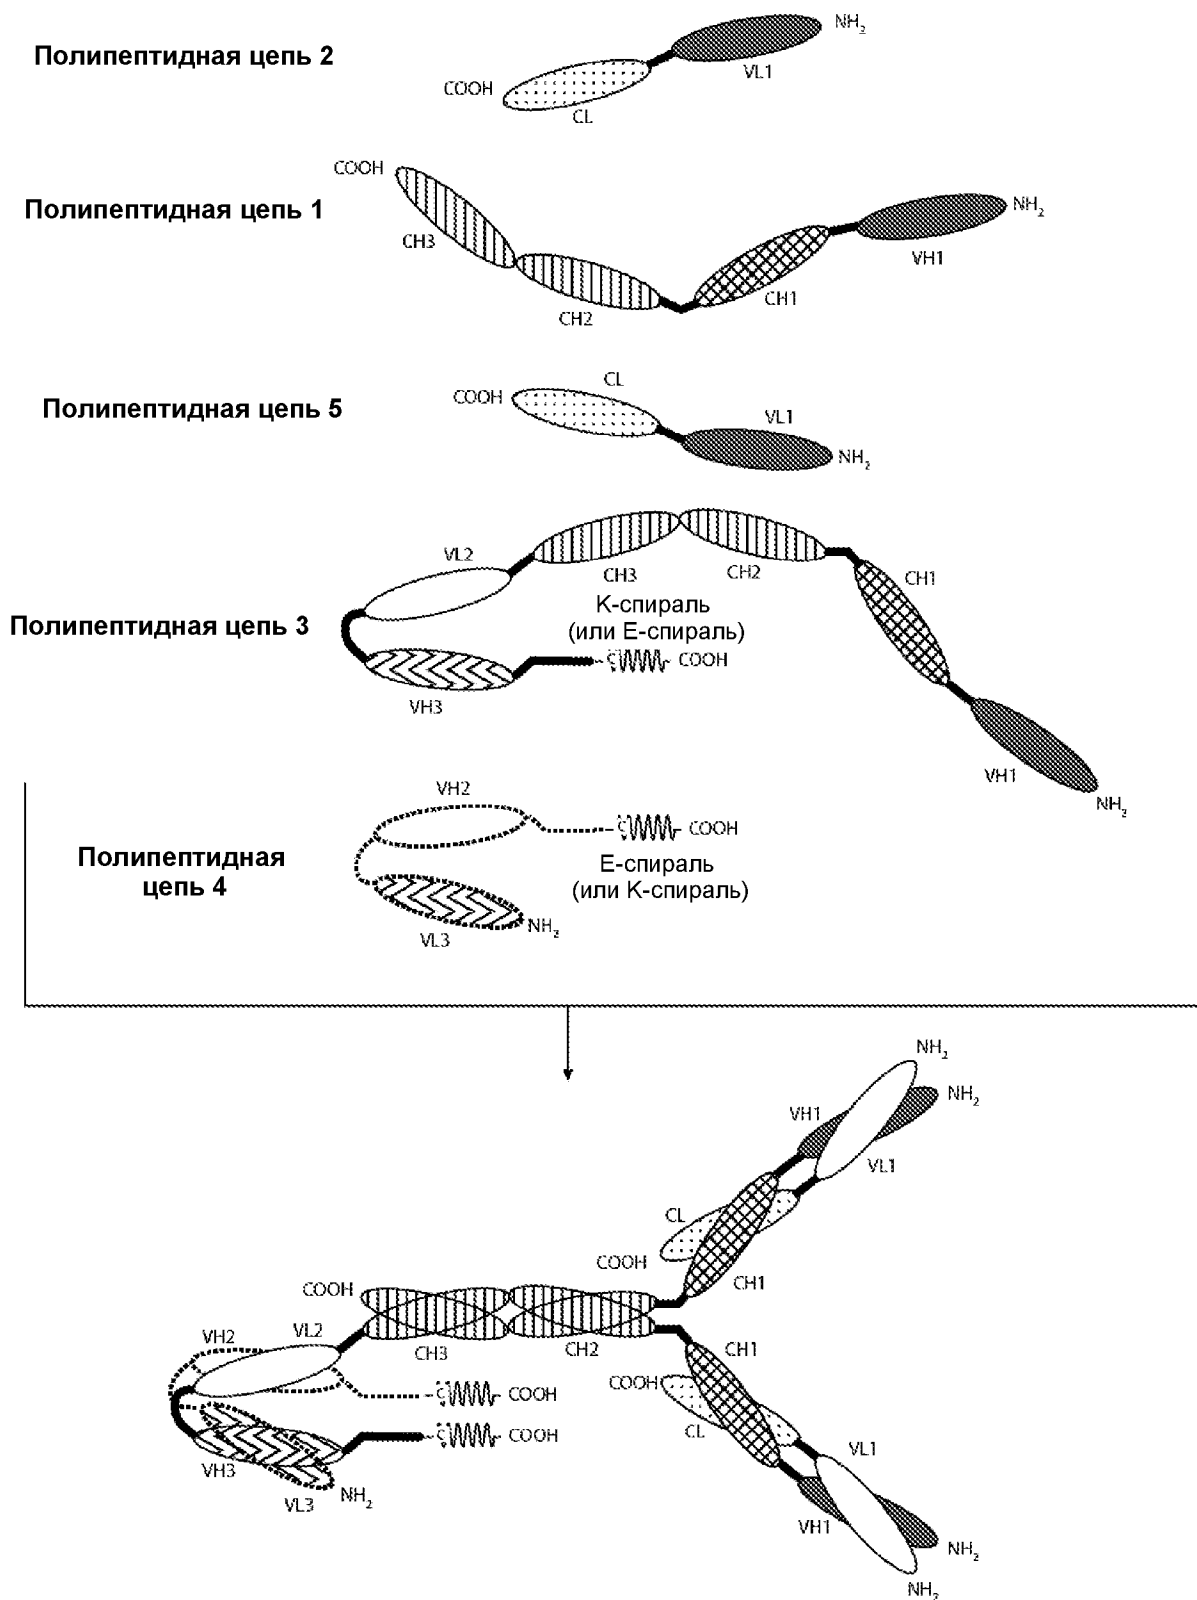 Полипептидная цепь 2
NH2
VL1
COOH
CL
Полипептидная цепь 1
COOH
NH2
CH3
VH1
CH1
CH2
Полипептидная цепь 5
CL
COOH
VL1
NH2
Полипептидная цепь 3
VL2
CH3
CH2
CH1
К-спираль
(или Е-спираль)
C
COOH
VH3
VH1
NH2
Полипептидная
цепь 4
VH2
C
COOH
Е-спираль
(или К-спираль)
NH2
VL3
NH2
NH2
VH1
VL1
CL
COOH
CH1
COOH
VH2
VL2
CH3
CH2
CH1
C
COOH
COOH
CL
C
COOH
VL1
VH3
VL3
NH2
VH1
NH2
NH2